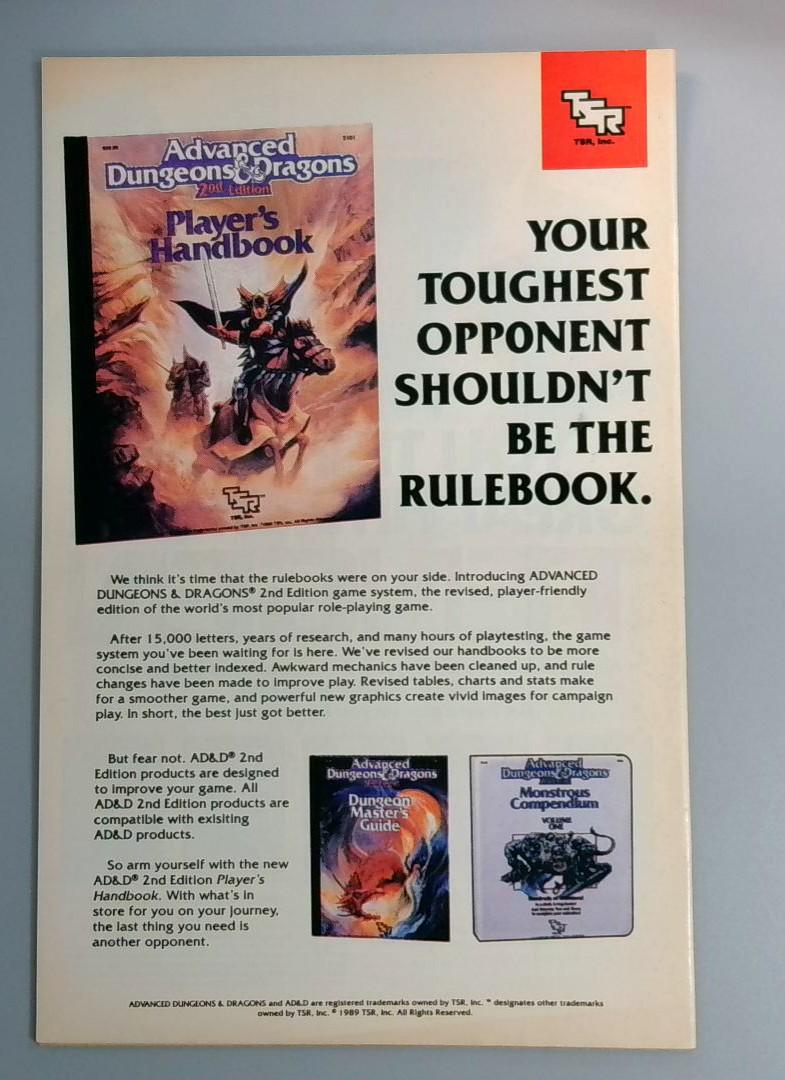 TSR
TSR, Inc.
2101
Advanced
Dungeons & Dragons
2nd Edition
Player's
Handbook
TSR
TSR, Inc.
YOUR
TOUGHEST
OPPONENT
SHOULDN'T
BE THE
RULEBOOK.
We think it's time that the rulebooks were on your side. Introducing ADVANCED
DUNGEONS & DRAGONS® 2nd Edition game system, the revised, player-friendly
edition of the world's most popular role-playing game.
After 15,000 letters, years of research, and many hours of playtesting, the game
system you've been waiting for is here. We've revised our handbooks to be more
concise and better indexed. Awkward mechanics have been cleaned up, and rule
changes have been made to improve play. Revised tables, charts and stats make
for a smoother game, and powerful new graphics create vivid images for campaign
play. In short, the best just got better.
But fear not. AD&D® 2nd
Edition products are designed
to improve your game. All
AD&D 2nd Edition products are
compatible with exisiting
AD&D products.
So arm yourself with the new
AD&D® 2nd Edition Player's
Handbook. With what's in
store for you on your journey,
the last thing you need is
another opponent.
Advanced
Dungeons & Dragons
Dungeon
Master's
Guide
Advanced
Dungeons & Dragons
Monstrous
Compendium
VOLUME
ONE
TSR
ADVANCED DUNGEONS & DRAGONS and AD&D are registered trademarks owned by TSR, Inc. ™ designates other trademarks
owned by TSR, Inc. © 1989 TSR, Inc. All Rights Reserved.